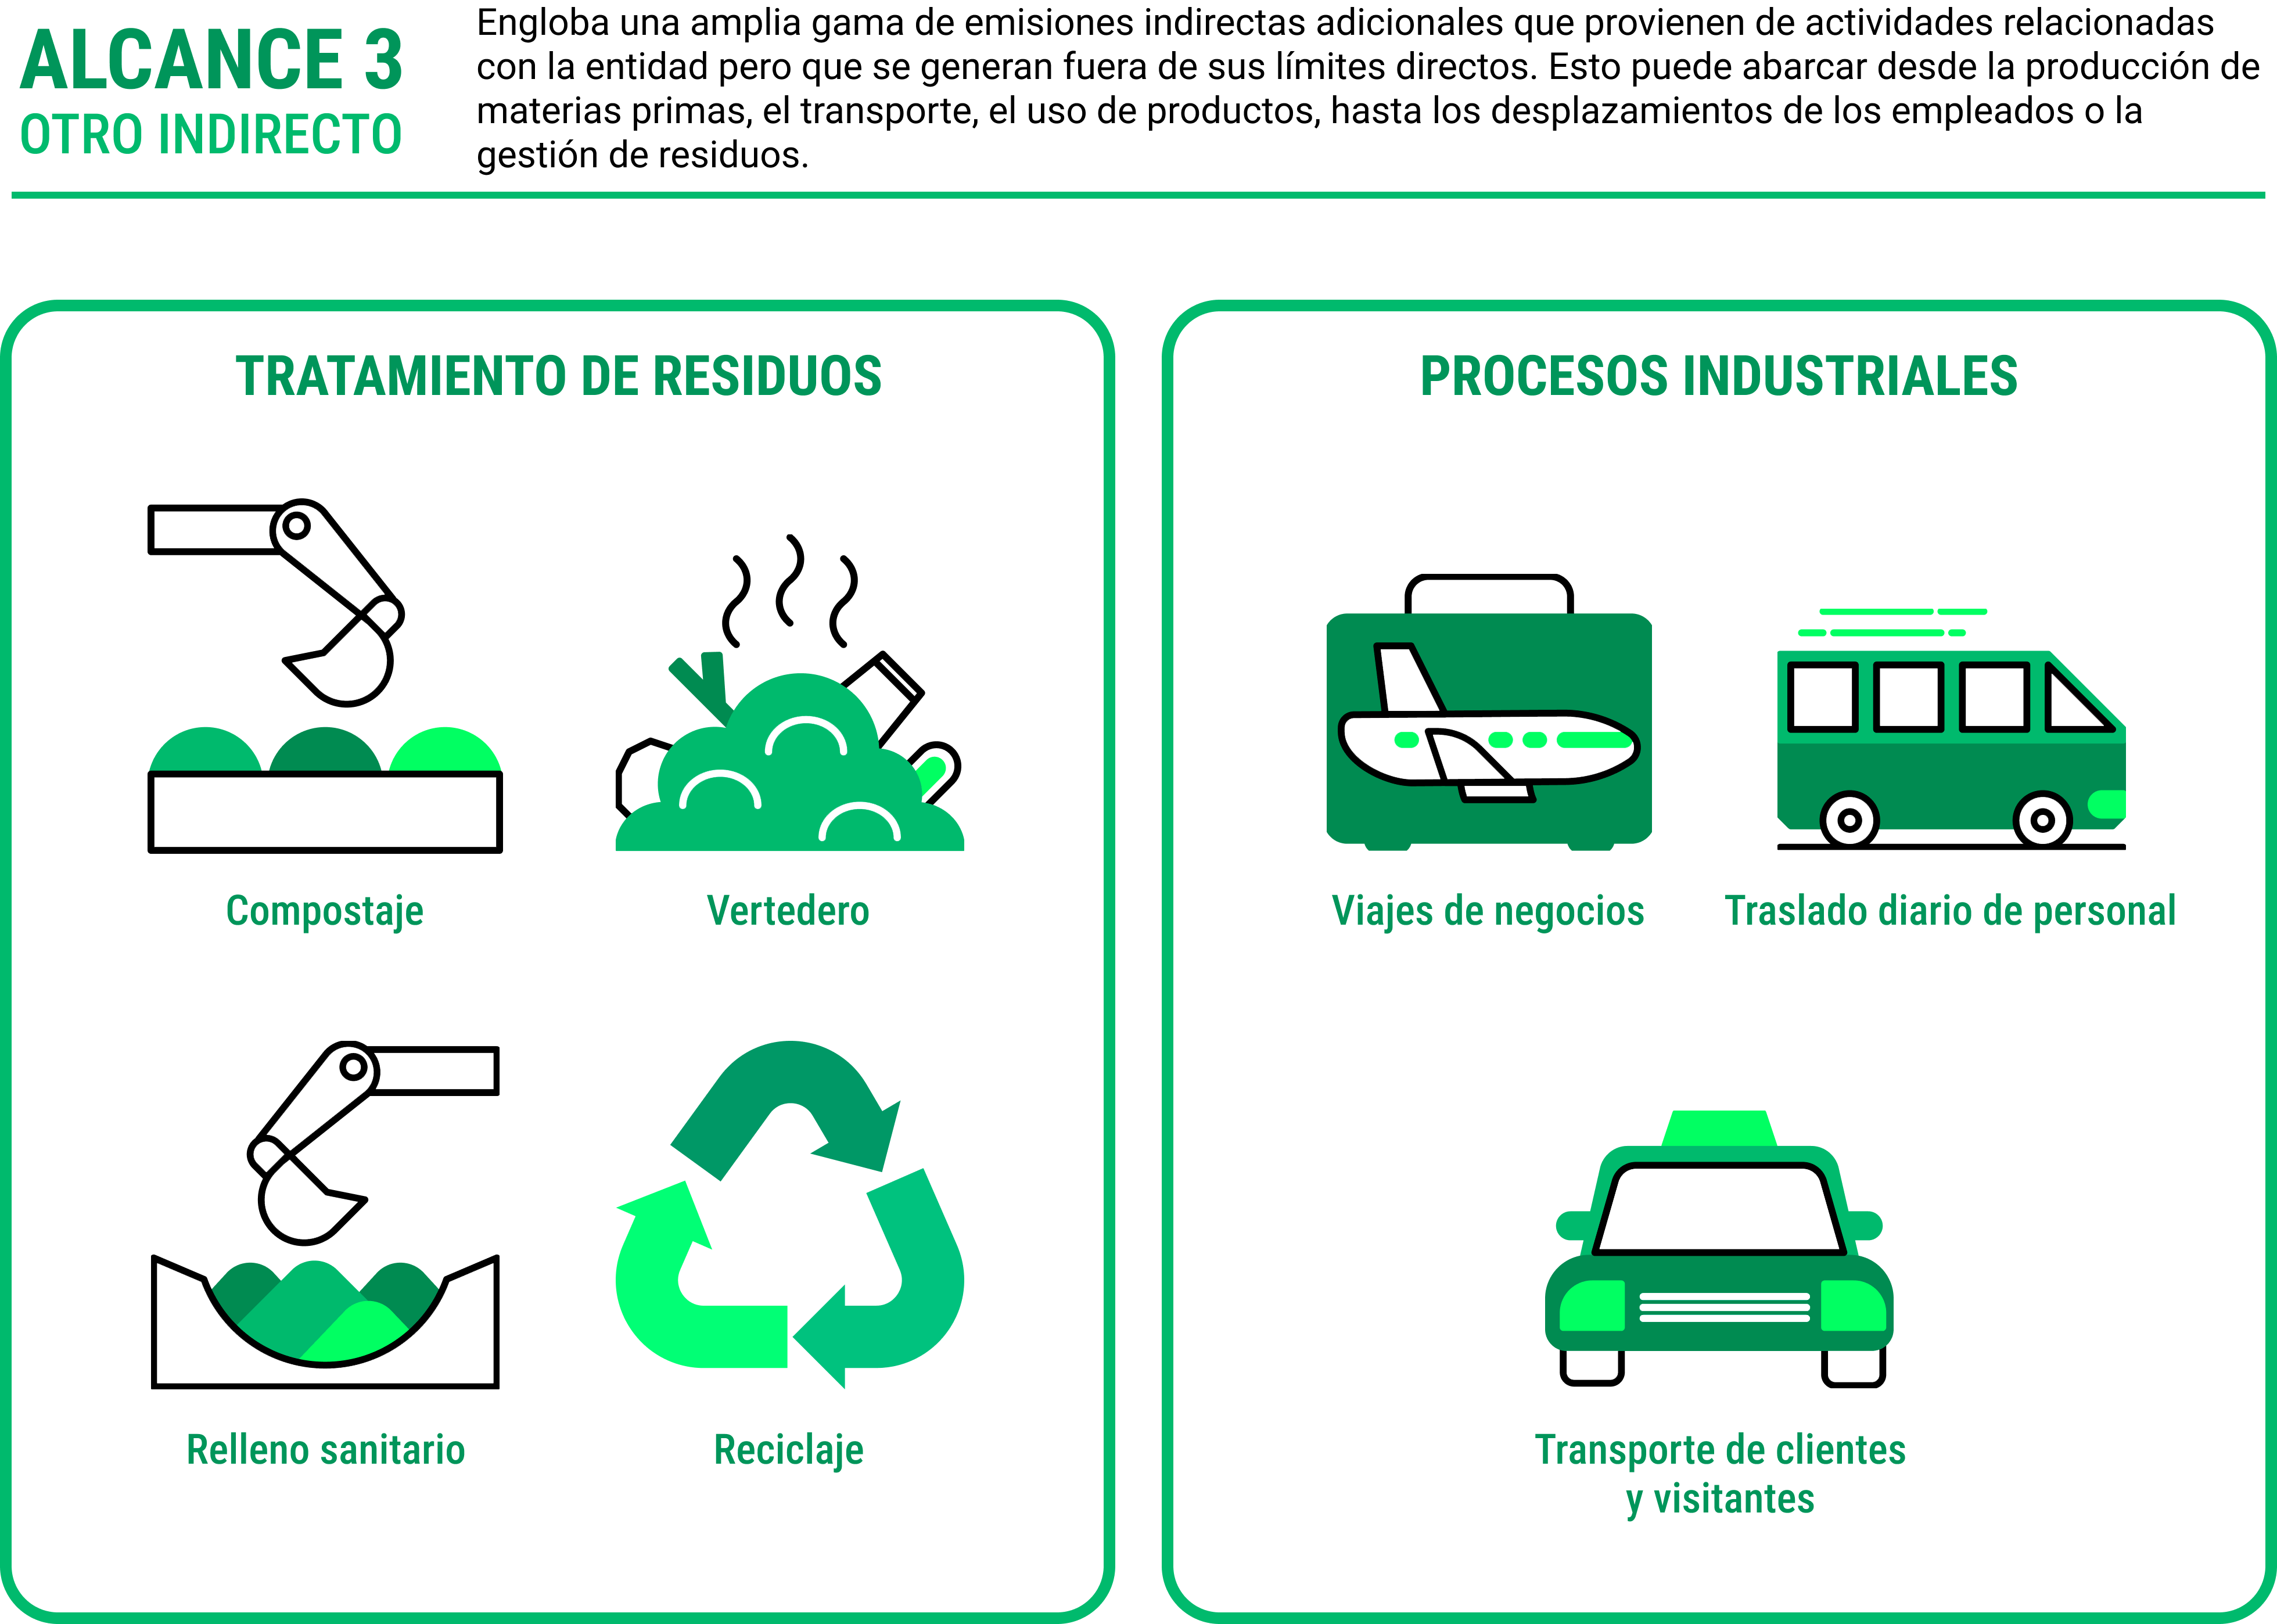 ALCANCE 3
OTRO INDIRECTO
Engloba una amplia gama de emisiones indirectas adicionales que provienen de actividades relacionadas
con la entidad pero que se generan fuera de sus límites directos. Esto puede abarcar desde la producción de
materias primas, el transporte, el uso de productos, hasta los desplazamientos de los empleados o la
gestión de residuos.
TRATAMIENTO DE RESIDUOS
Compostaje
Vertedero
Relleno sanitario
Reciclaje
PROCESOS INDUSTRIALES
Viajes de negocios
Traslado diario de personal
Transporte de clientes
y visitantes